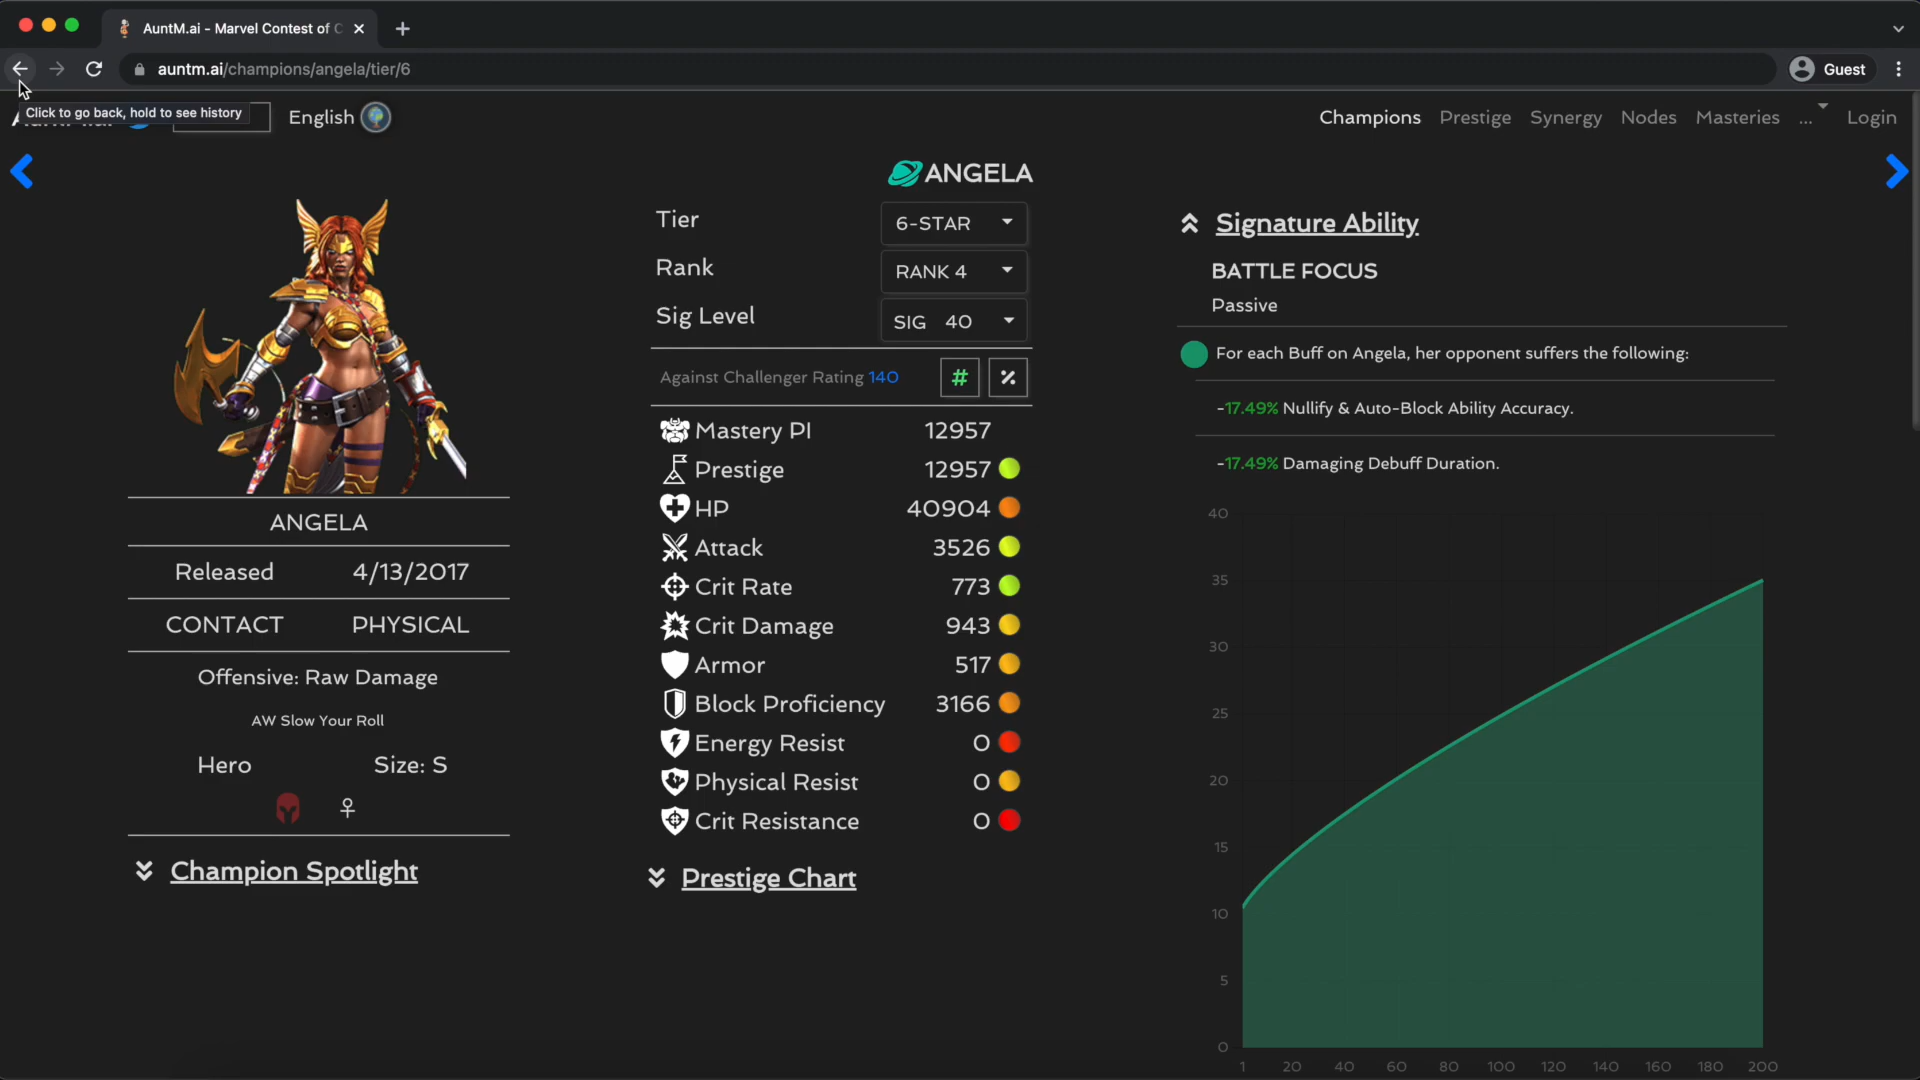 AuntM.ai - Marvel Contest of C
auntm.ai/champions/angela/tier/6
Guest
Click to go back, hold to see history
English
Champions
Prestige
Synergy
Nodes
Masteries
...
Login
ANGELA
Released 4/13/2017
CONTACT PHYSICAL
Offensive: Raw Damage
AW Slow Your Roll
Hero Size: S
Champion Spotlight
ANGELA
Tier 6-STAR
Rank RANK 4
Sig Level SIG 40
Against Challenger Rating 140 # %
Mastery PI 12957
Prestige 12957
HP 40904
Attack 3526
Crit Rate 773
Crit Damage 943
Armor 517
Block Proficiency 3166
Energy Resist 0
Physical Resist 0
Crit Resistance 0
Prestige Chart
Signature Ability
BATTLE FOCUS
Passive
For each Buff on Angela, her opponent suffers the following:
-17.49% Nullify & Auto-Block Ability Accuracy.
-17.49% Damaging Debuff Duration.
40
35
30
25
20
15
10
5
0
1 20 40 60 80 100 120 140 160 180 200